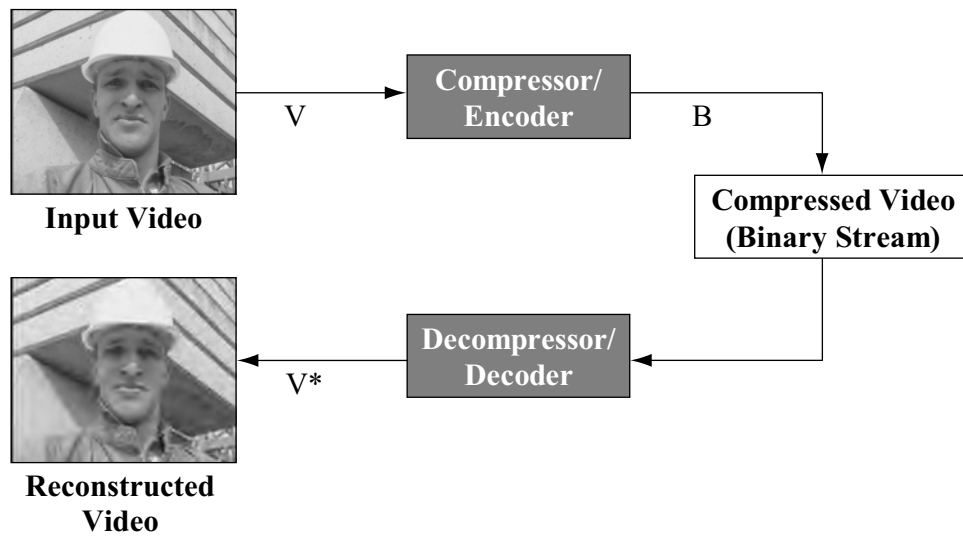 Compressor/
Encoder
V
B
Input Video
Compressed Video
(Binary Stream)
Decompressor/
Decoder
V*
Reconstructed
Video